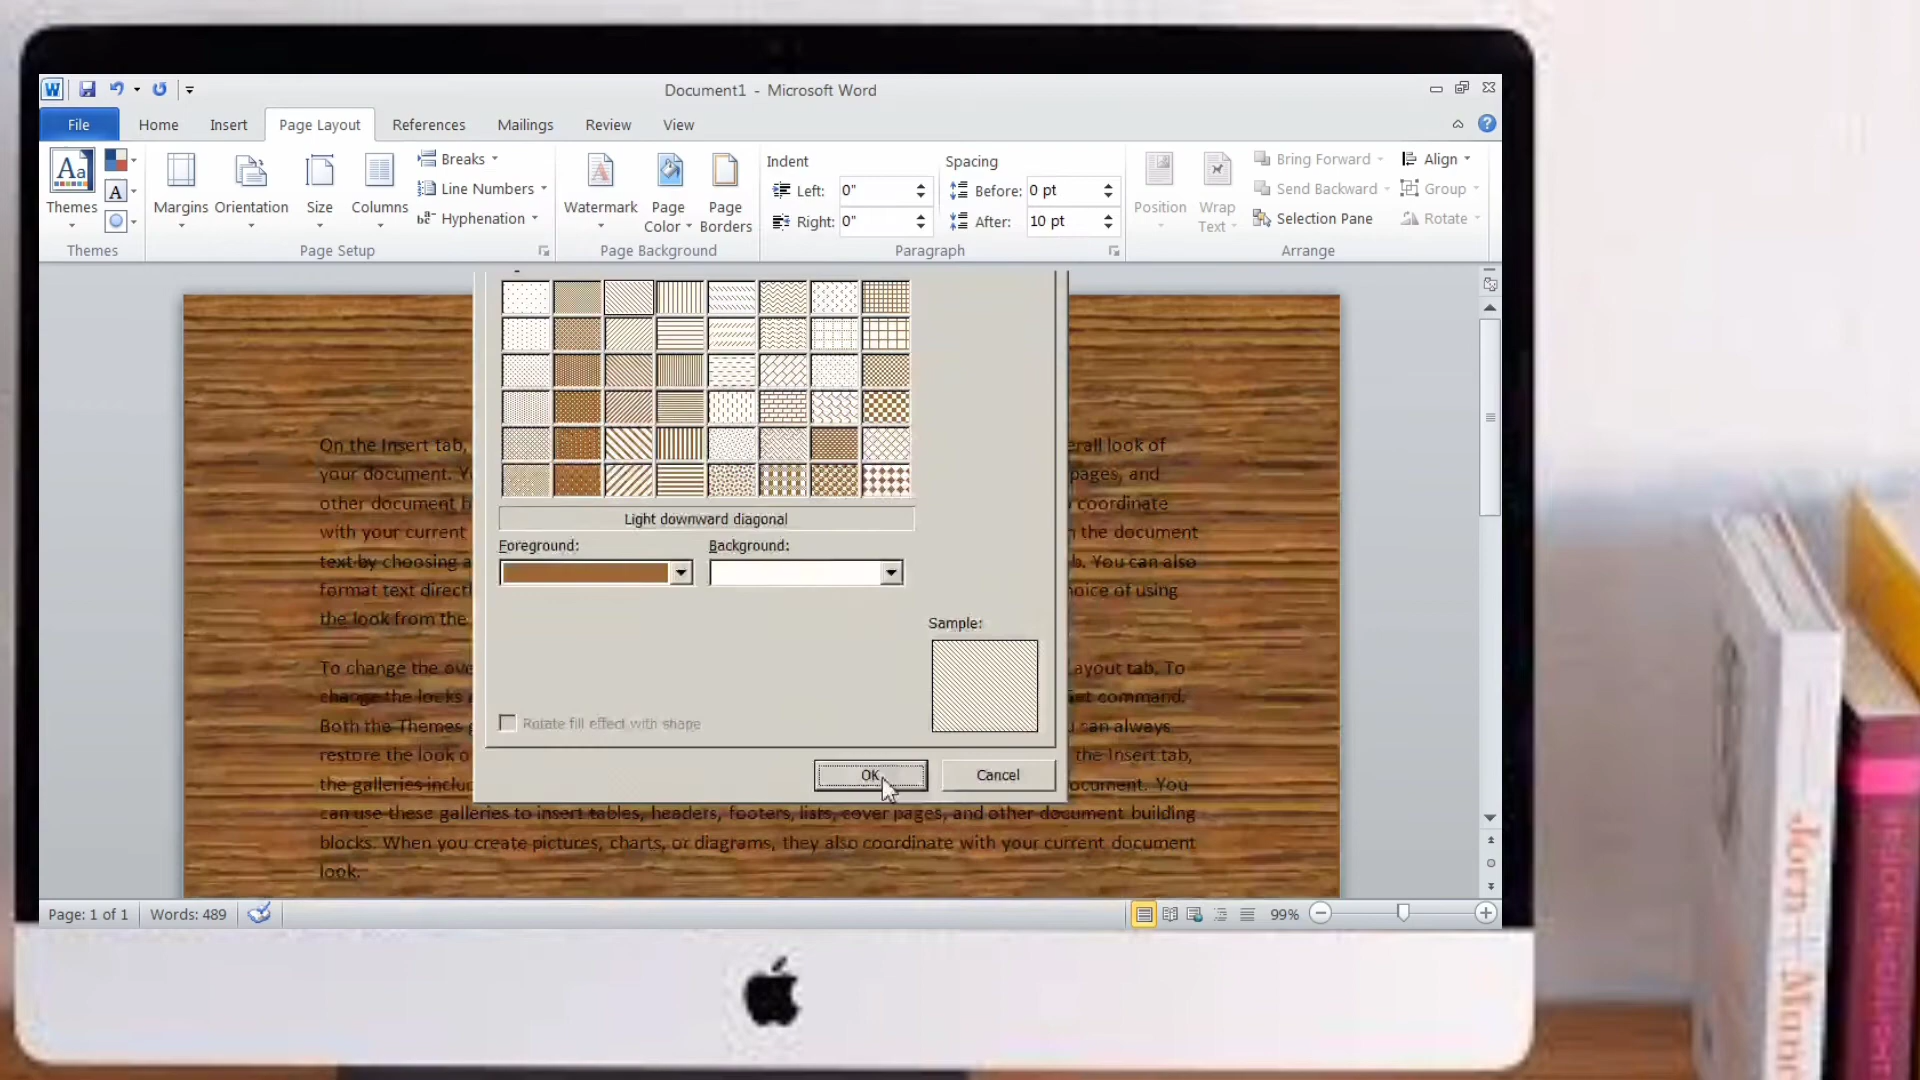 Document1 - Microsoft Word
File Home Insert Page Layout References Mailings Review View
Themes
Themes
Margins Orientation Size Columns
Breaks
Line Numbers
Hyphenation
Page Setup
Watermark Page Color Page Borders
Page Background
Indent
Left: 0"
Right: 0"
Spacing
Before: 0 pt
After: 10 pt
Paragraph
Position Wrap Text
Bring Forward
Send Backward
Selection Pane
Align
Group
Rotate
Arrange
Light downward diagonal
Foreground: Background:
Sample:
Rotate fill effect with shape
OK Cancel
On the Insert tab, erall look of
your document. pages, and
other document coordinate
with your current n the document
text by choosing b. You can also
format text oice of using
the look from the
To change the ayout tab. To
change the looks command.
Both the Themes can always
restore the look the Insert tab,
the galleries ocument. You
can use these galleries to insert tables, headers, footers, lists, cover pages, and other document building
blocks. When you create pictures, charts, or diagrams, they also coordinate with your current document
look.
Page: 1 of 1 Words: 489 99%